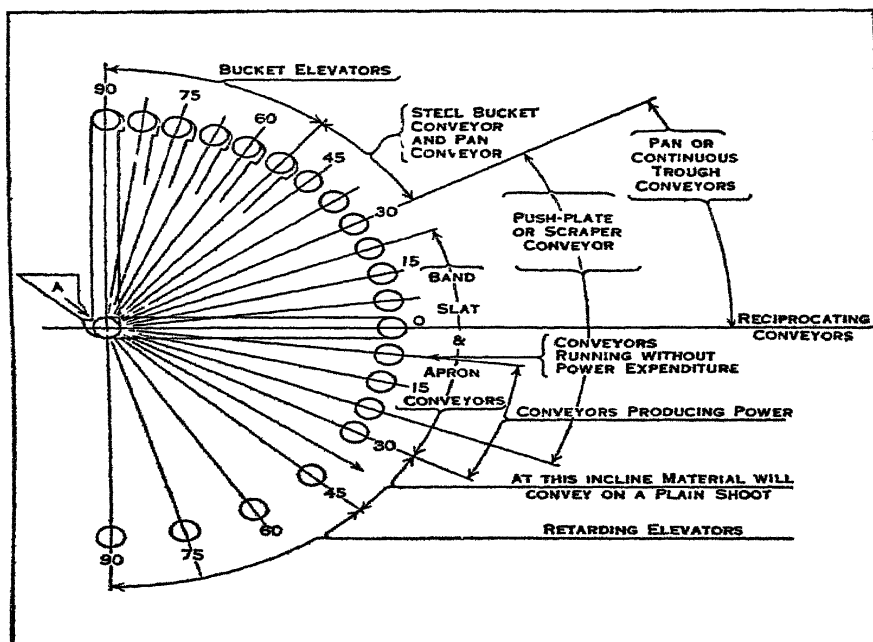 BUCKET ELEVATORS
90
75
60
45
30
15
0
15
30
45
60
75
90
A
STEEL BUCKET
CONVEYOR
AND PAN
CONVEYOR
PAN OR
CONTINUOUS
TROUGH
CONVEYORS
PUSH-PLATE
OR SCRAPER
CONVEYOR
BAND
SLAT
&
APRON
CONVEYORS
RECIPROCATING
CONVEYORS
CONVEYORS
RUNNING WITHOUT
POWER EXPENDITURE
CONVEYORS PRODUCING POWER
AT THIS INCLINE MATERIAL WILL
CONVEY ON A PLAIN SHOOT
RETARDING ELEVATORS